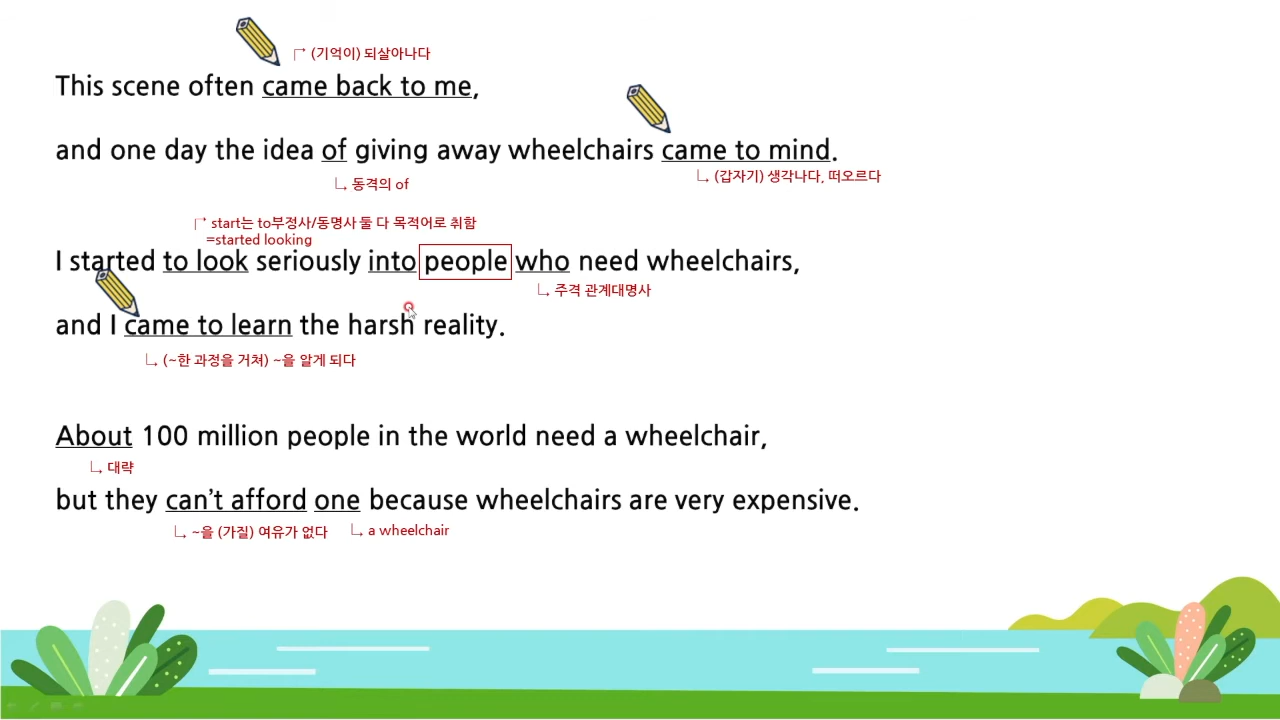 (기억이) 되살아나다
This scene often came back to me,
and one day the idea of giving away wheelchairs came to mind.
(갑자기) 생각나다, 떠오르다
동격의 of
start는 to부정사/동명사 둘 다 목적어로 취함
=started looking
I started to look seriously into people who need wheelchairs,
주격 관계대명사
and I came to learn the harsh reality.
(~한 과정을 거쳐) ~을 알게 되다
About 100 million people in the world need a wheelchair,
대략
but they can't afford one because wheelchairs are very expensive.
~을 (가질) 여유가 없다 a wheelchair